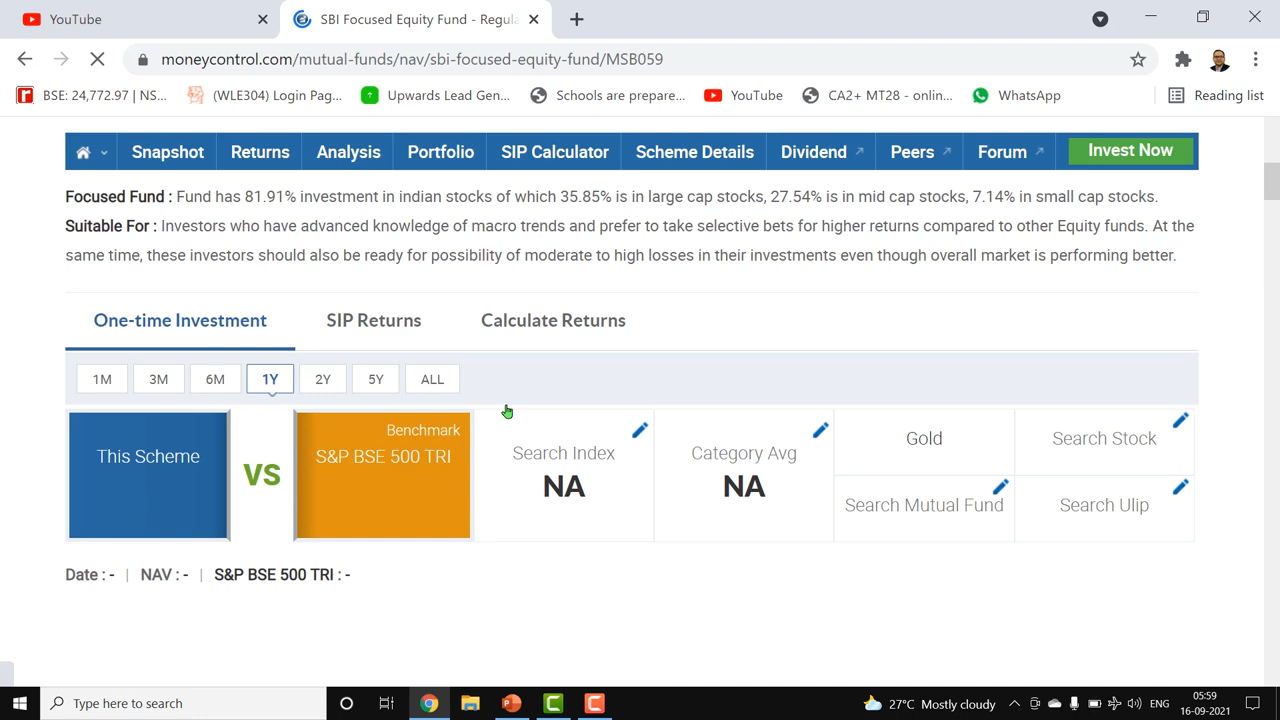 YouTube
SBI Focused Equity Fund - Regula
moneycontrol.com/mutual-funds/nav/sbi-focused-equity-fund/MSB059
BSE: 24,772.97 | NS...
(WLE304) Login Pag...
Upwards Lead Gen...
Schools are prepare...
YouTube
CA2+ MT28 - onlin...
WhatsApp
Reading list
Snapshot Returns Analysis Portfolio SIP Calculator Scheme Details Dividend Peers Forum Invest Now
Focused Fund : Fund has 81.91% investment in indian stocks of which 35.85% is in large cap stocks, 27.54% is in mid cap stocks, 7.14% in small cap stocks.
Suitable For : Investors who have advanced knowledge of macro trends and prefer to take selective bets for higher returns compared to other Equity funds. At the
same time, these investors should also be ready for possibility of moderate to high losses in their investments even though overall market is performing better.
One-time Investment SIP Returns Calculate Returns
1M 3M 6M 1Y 2Y 5Y ALL
This Scheme
VS
Benchmark
S&P BSE 500 TRI
Search Index
NA
Category Avg
NA
Gold
Search Stock
Search Mutual Fund
Search Ulip
Date : - | NAV : - | S&P BSE 500 TRI : -
Type here to search
27°C Mostly cloudy
ENG
05:59
16-09-2021